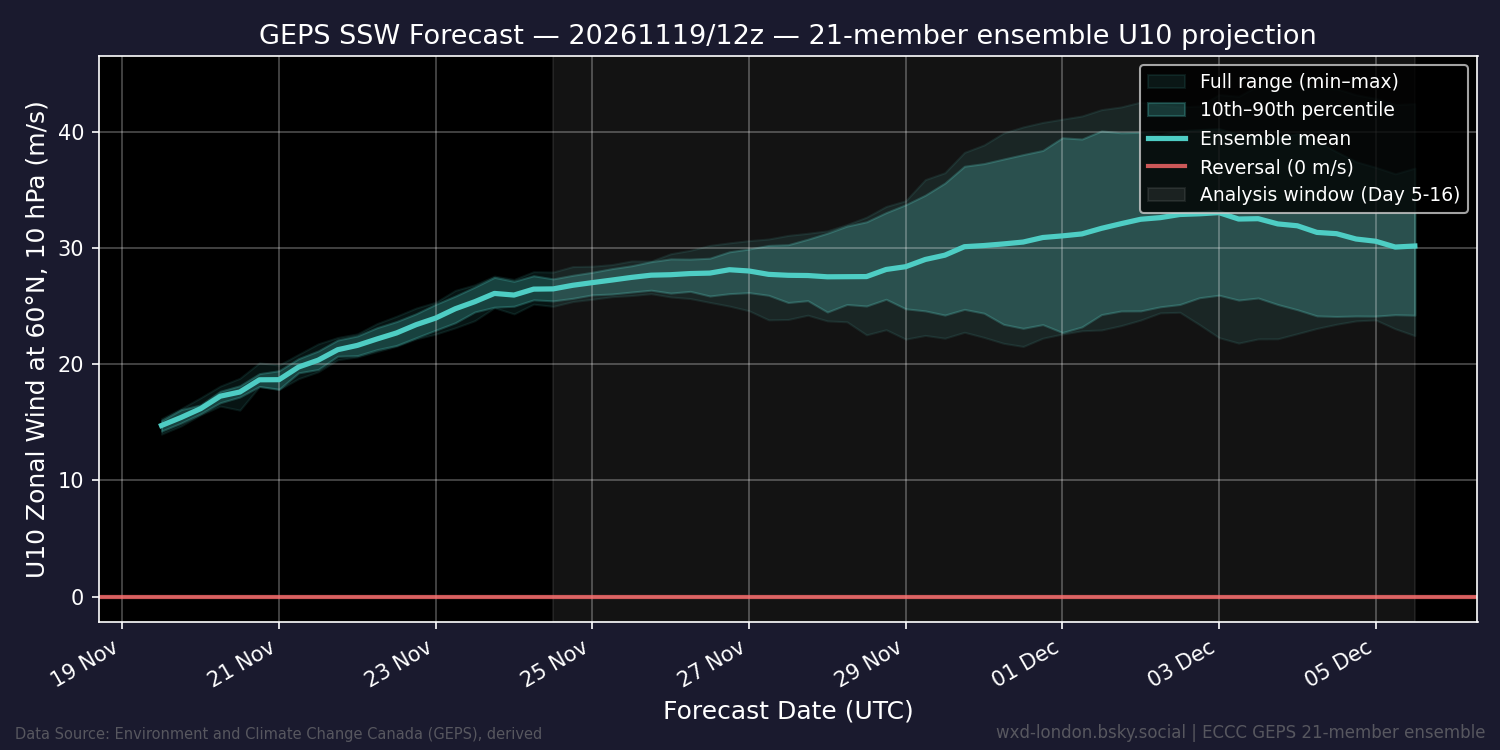 GEPS SSW Forecast — 20261119/12z — 21-member ensemble U10 projection
Full range (min–max)
10th–90th percentile
Ensemble mean
Reversal (0 m/s)
Analysis window (Day 5-16)
U10 Zonal Wind at 60°N, 10 hPa (m/s)
40
30
20
10
0
19 Nov
21 Nov
23 Nov
25 Nov
27 Nov
29 Nov
01 Dec
03 Dec
05 Dec
Forecast Date (UTC)
Data Source: Environment and Climate Change Canada (GEPS), derived
wxd-london.bsky.social | ECCC GEPS 21-member ensemble